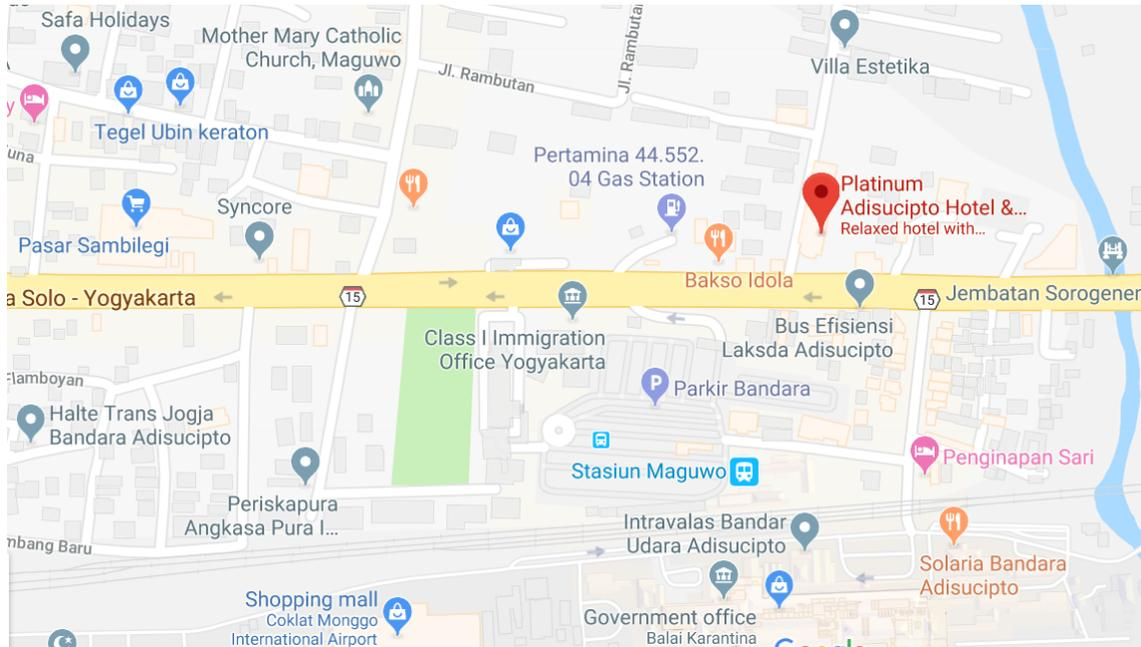 Safa Holidays
Mother Mary Catholic
Church, Maguwo
Jl. Rambutan
Jl. Rambutan
Villa Estetika
Tegel Ubin keraton
Pertamina 44.552.
04 Gas Station
Platinum
Adisucipto Hotel &...
Relaxed hotel with...
Syncore
Pasar Sambilegi
Bakso Idola
a Solo - Yogyakarta
15
15
Jembatan Sorogener
Class I Immigration
Office Yogyakarta
Bus Efisiensi
Laksda Adisucipto
Flamboyan
P
Parkir Bandara
Halte Trans Jogja
Bandara Adisucipto
Stasiun Maguwo
Penginapan Sari
Periskapura
Angkasa Pura I...
Intravalas Bandar
Udara Adisucipto
mbang Baru
Solaria Bandara
Adisucipto
Shopping mall
Coklat Monggo
International Airport
Government office
Balai Karantina
Google